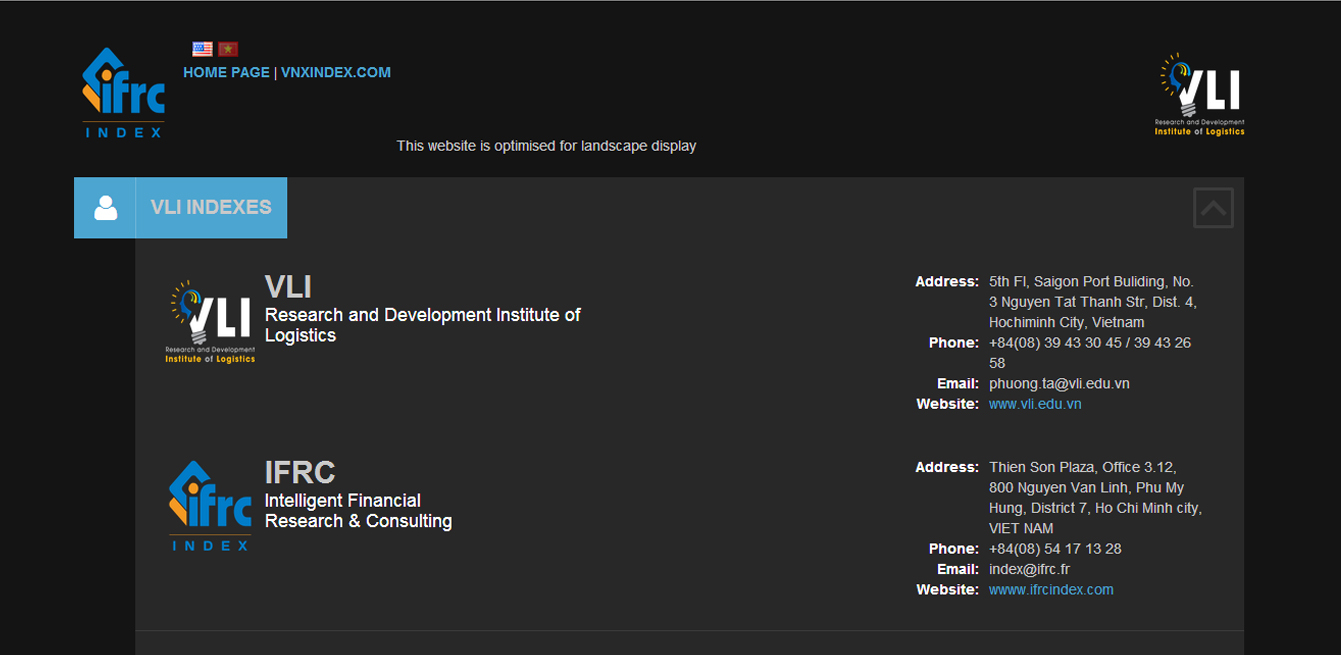 ifrc
INDEX
HOME PAGE | VNXINDEX.COM
VLI
Research and Development
Institute of Logistics
This website is optimised for landscape display
VLI INDEXES
VLI
Research and Development
Institute of Logistics
VLI
Research and Development Institute of
Logistics
Address: 5th Fl, Saigon Port Buliding, No.
3 Nguyen Tat Thanh Str, Dist. 4,
Hochiminh City, Vietnam
Phone: +84(08) 39 43 30 45 / 39 43 26
58
Email: phuong.ta@vli.edu.vn
Website: www.vli.edu.vn
ifrc
INDEX
IFRC
Intelligent Financial
Research & Consulting
Address: Thien Son Plaza, Office 3.12,
800 Nguyen Van Linh, Phu My
Hung, District 7, Ho Chi Minh city,
VIET NAM
Phone: +84(08) 54 17 13 28
Email: index@ifrc.fr
Website: wwww.ifrcindex.com